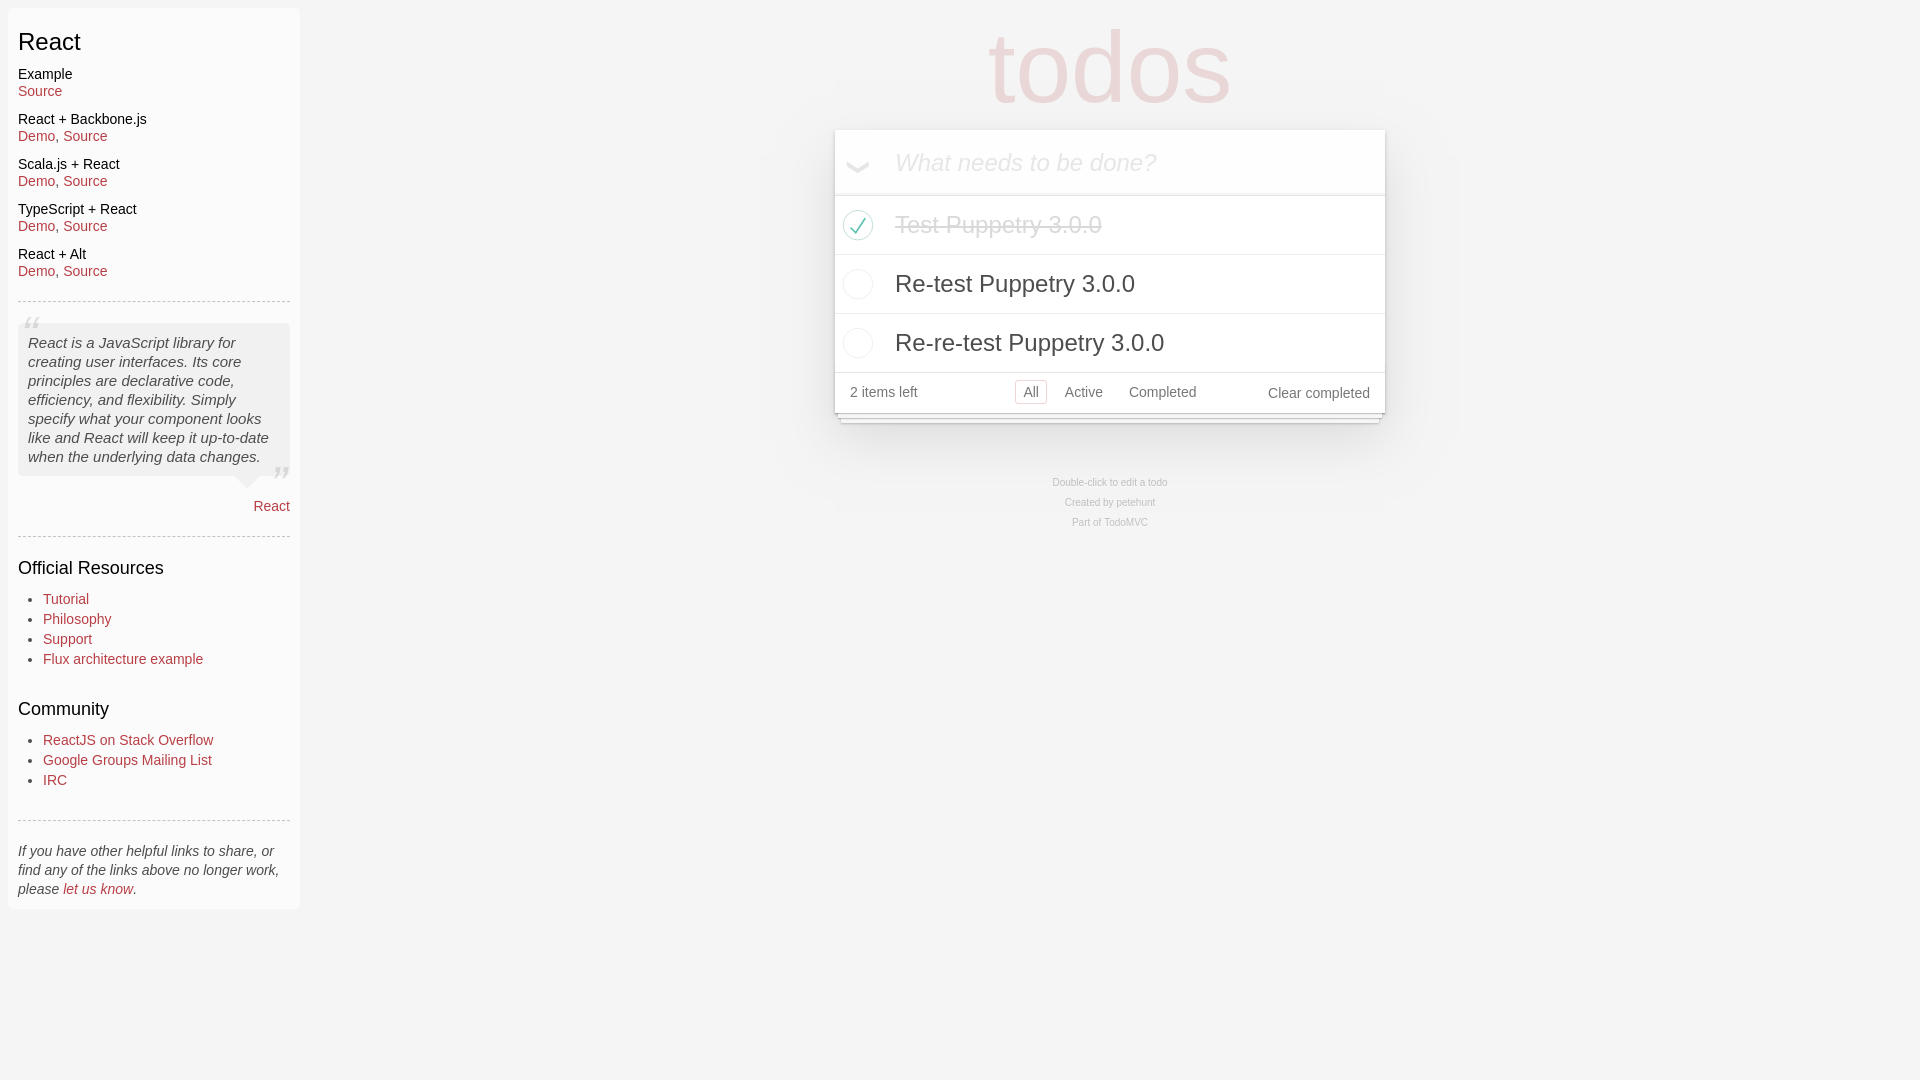 React
Example
Source
React + Backbone.js
Demo, Source
Scala.js + React
Demo, Source
TypeScript + React
Demo, Source
React + Alt
Demo, Source
“
React is a JavaScript library for
creating user interfaces. Its core
principles are declarative code,
efficiency, and flexibility. Simply
specify what your component looks
like and React will keep it up-to-date
when the underlying data changes.
”
React
Official Resources
Tutorial
Philosophy
Support
Flux architecture example
Community
ReactJS on Stack Overflow
Google Groups Mailing List
IRC
If you have other helpful links to share, or
find any of the links above no longer work,
please let us know.
todos
What needs to be done?
Test Puppetry 3.0.0
Re-test Puppetry 3.0.0
Re-re-test Puppetry 3.0.0
2 items left All Active Completed Clear completed
Double-click to edit a todo
Created by petehunt
Part of TodoMVC